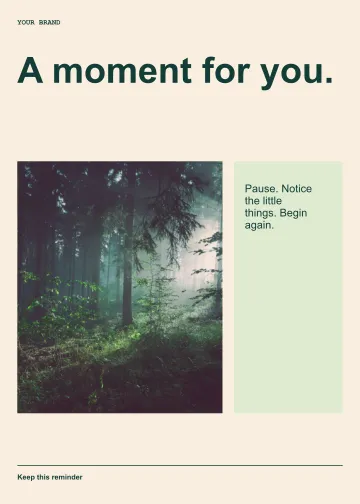 YOUR BRAND
A moment for you.
Pause. Notice
the little
things. Begin
again.
Keep this reminder